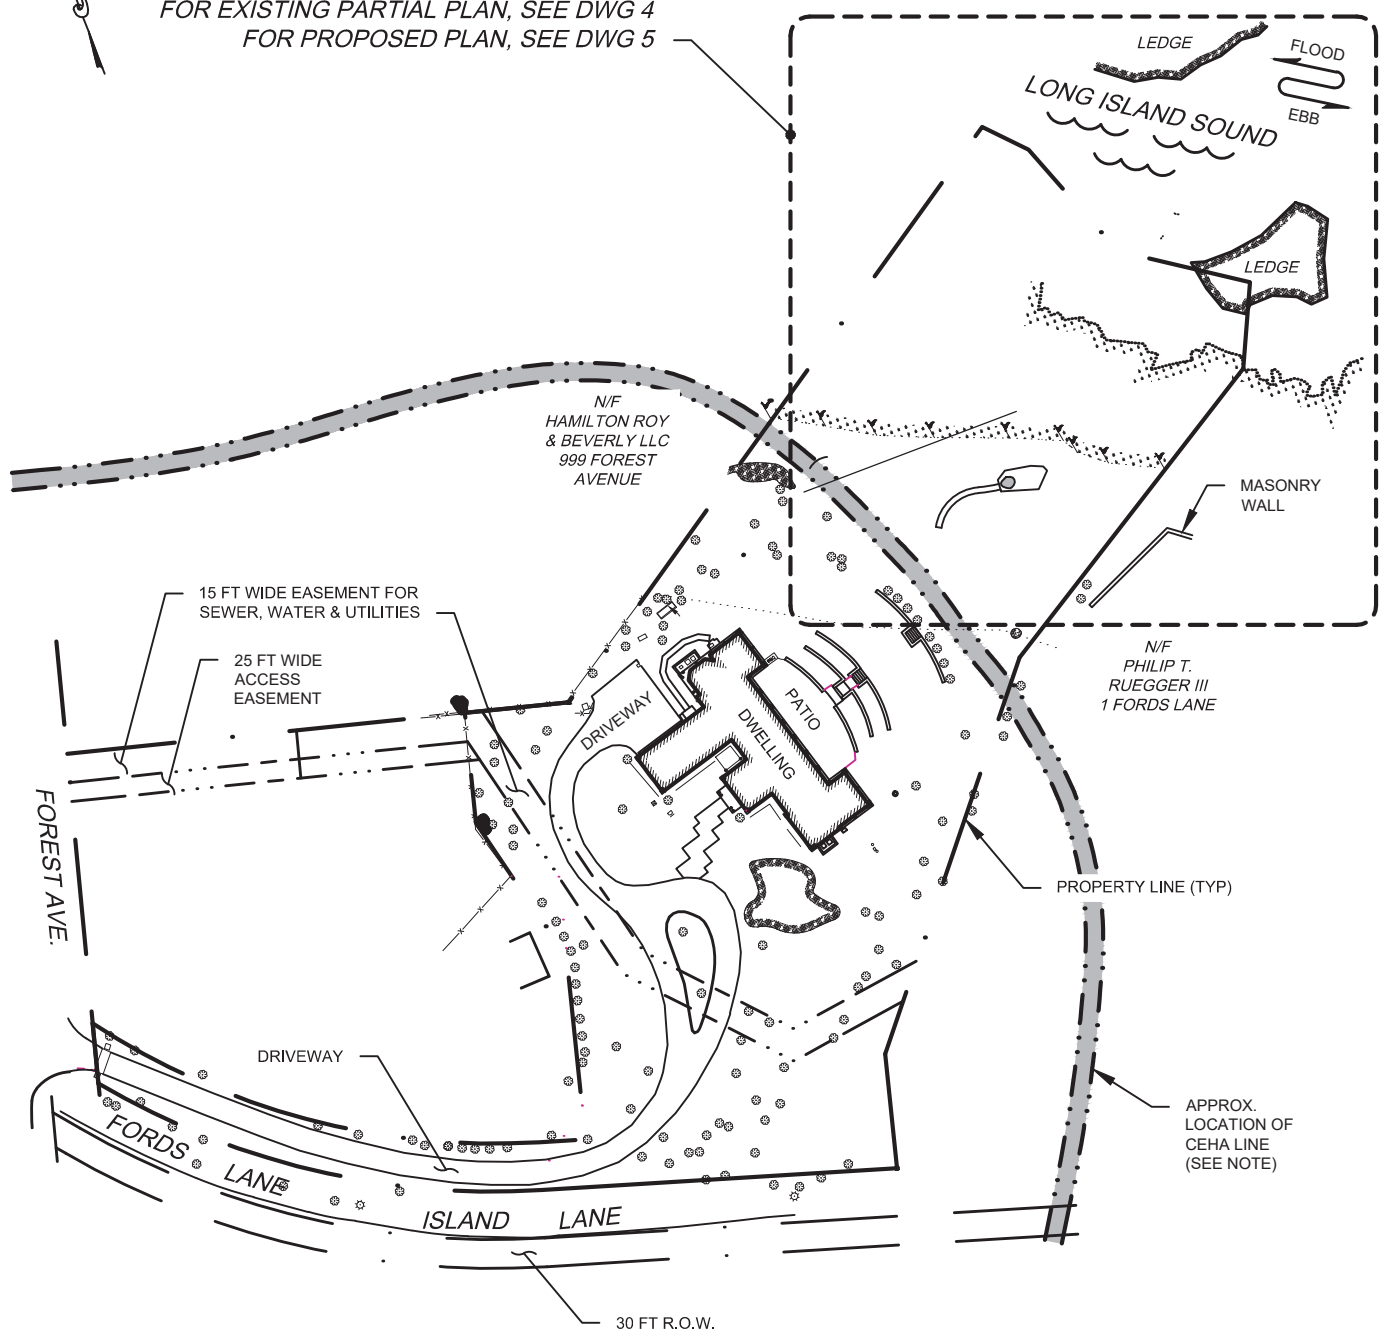 FOR EXISTING PARTIAL PLAN, SEE DWG 4
FOR PROPOSED PLAN, SEE DWG 5
LEDGE
FLOOD
EBB
LONG ISLAND SOUND
LEDGE
N/F
HAMILTON ROY
& BEVERLY LLC
999 FOREST
AVENUE
MASONRY
WALL
15 FT WIDE EASEMENT FOR
SEWER, WATER & UTILITIES
25 FT WIDE
ACCESS
EASEMENT
N/F
PHILIP T.
RUEGGER III
1 FORDS LANE
DRIVEWAY
PATIO
DWELLING
FOREST AVE.
PROPERTY LINE (TYP)
DRIVEWAY
APPROX.
LOCATION OF
CEHA LINE
(SEE NOTE)
FORDS LANE
ISLAND LANE
30 FT R.O.W.